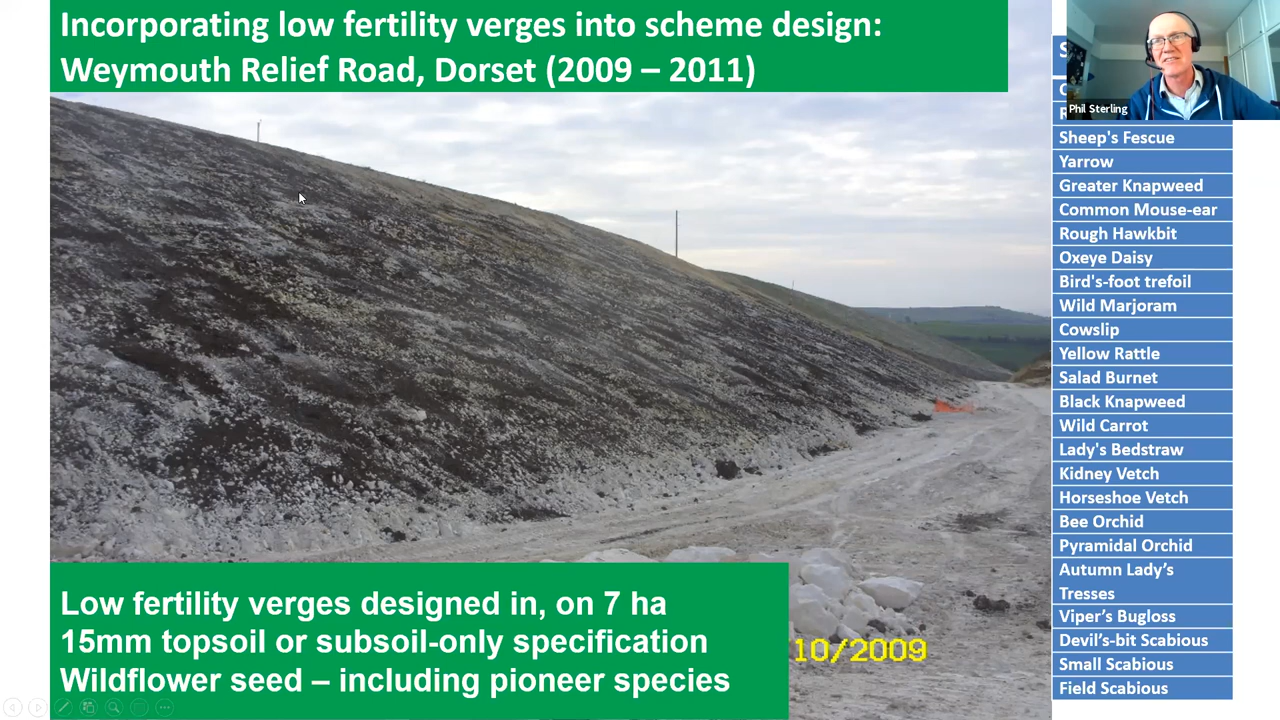 Incorporating low fertility verges into scheme design:
Weymouth Relief Road, Dorset (2009 – 2011)
Phil Sterling
Sheep's Fescue
Yarrow
Greater Knapweed
Common Mouse-ear
Rough Hawkbit
Oxeye Daisy
Bird's-foot trefoil
Wild Marjoram
Cowslip
Yellow Rattle
Salad Burnet
Black Knapweed
Wild Carrot
Lady's Bedstraw
Kidney Vetch
Horseshoe Vetch
Bee Orchid
Pyramidal Orchid
Autumn Lady’s
Tresses
Viper’s Bugloss
Devil’s-bit Scabious
Small Scabious
Field Scabious
Low fertility verges designed in, on 7 ha
15mm topsoil or subsoil-only specification
Wildflower seed – including pioneer species
10/2009